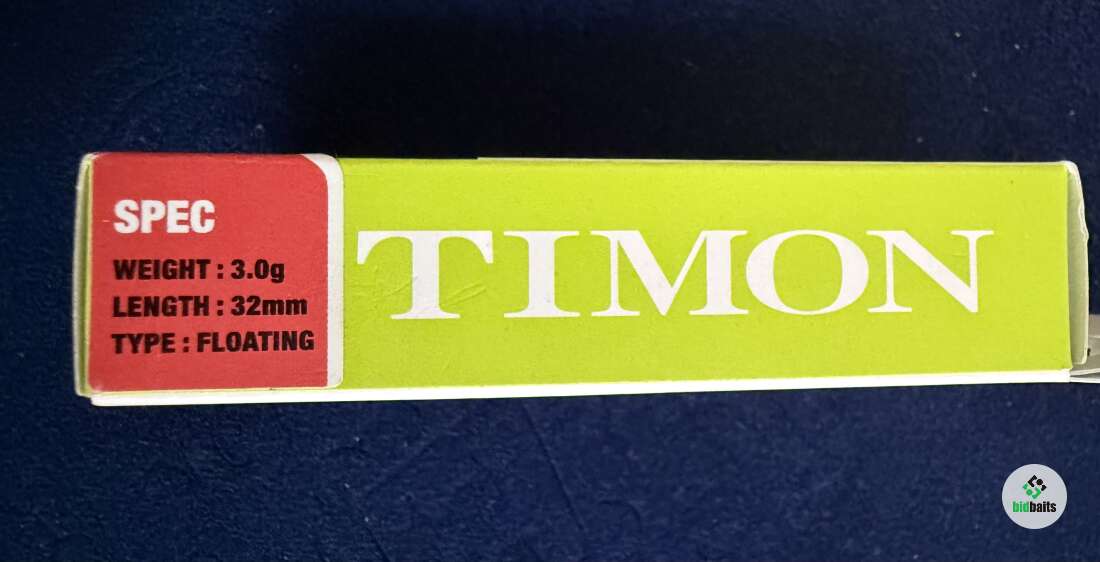 SPEC
WEIGHT : 3.0g
LENGTH : 32mm
TYPE : FLOATING
TIMON
bidbaits